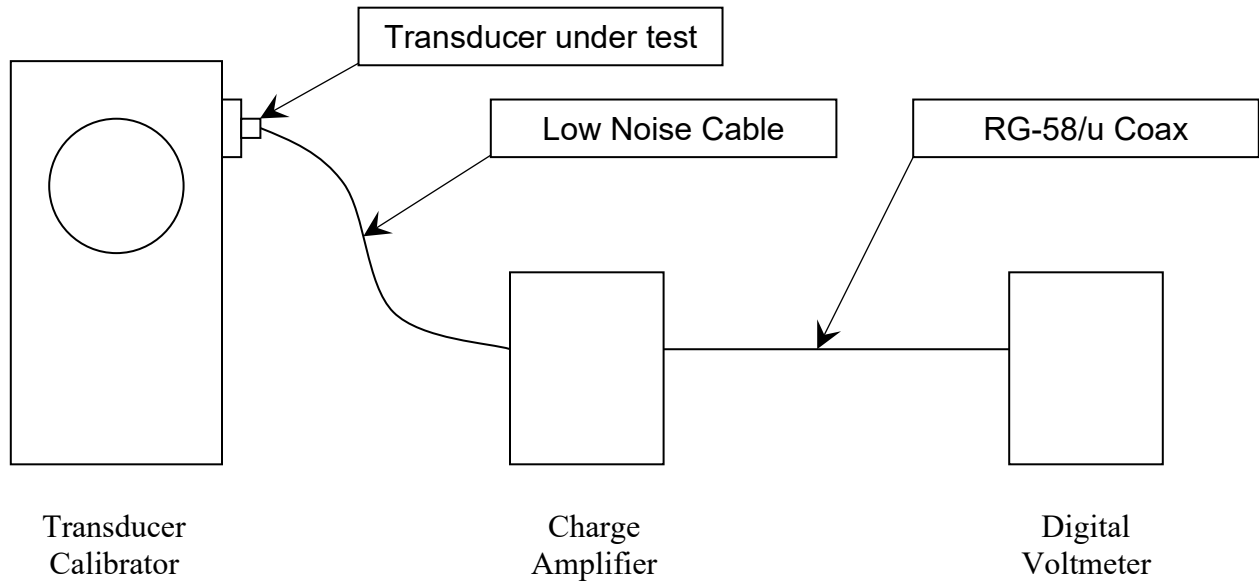 Transducer under test
Low Noise Cable
RG-58/u Coax
Transducer
Calibrator
Charge
Amplifier
Digital
Voltmeter